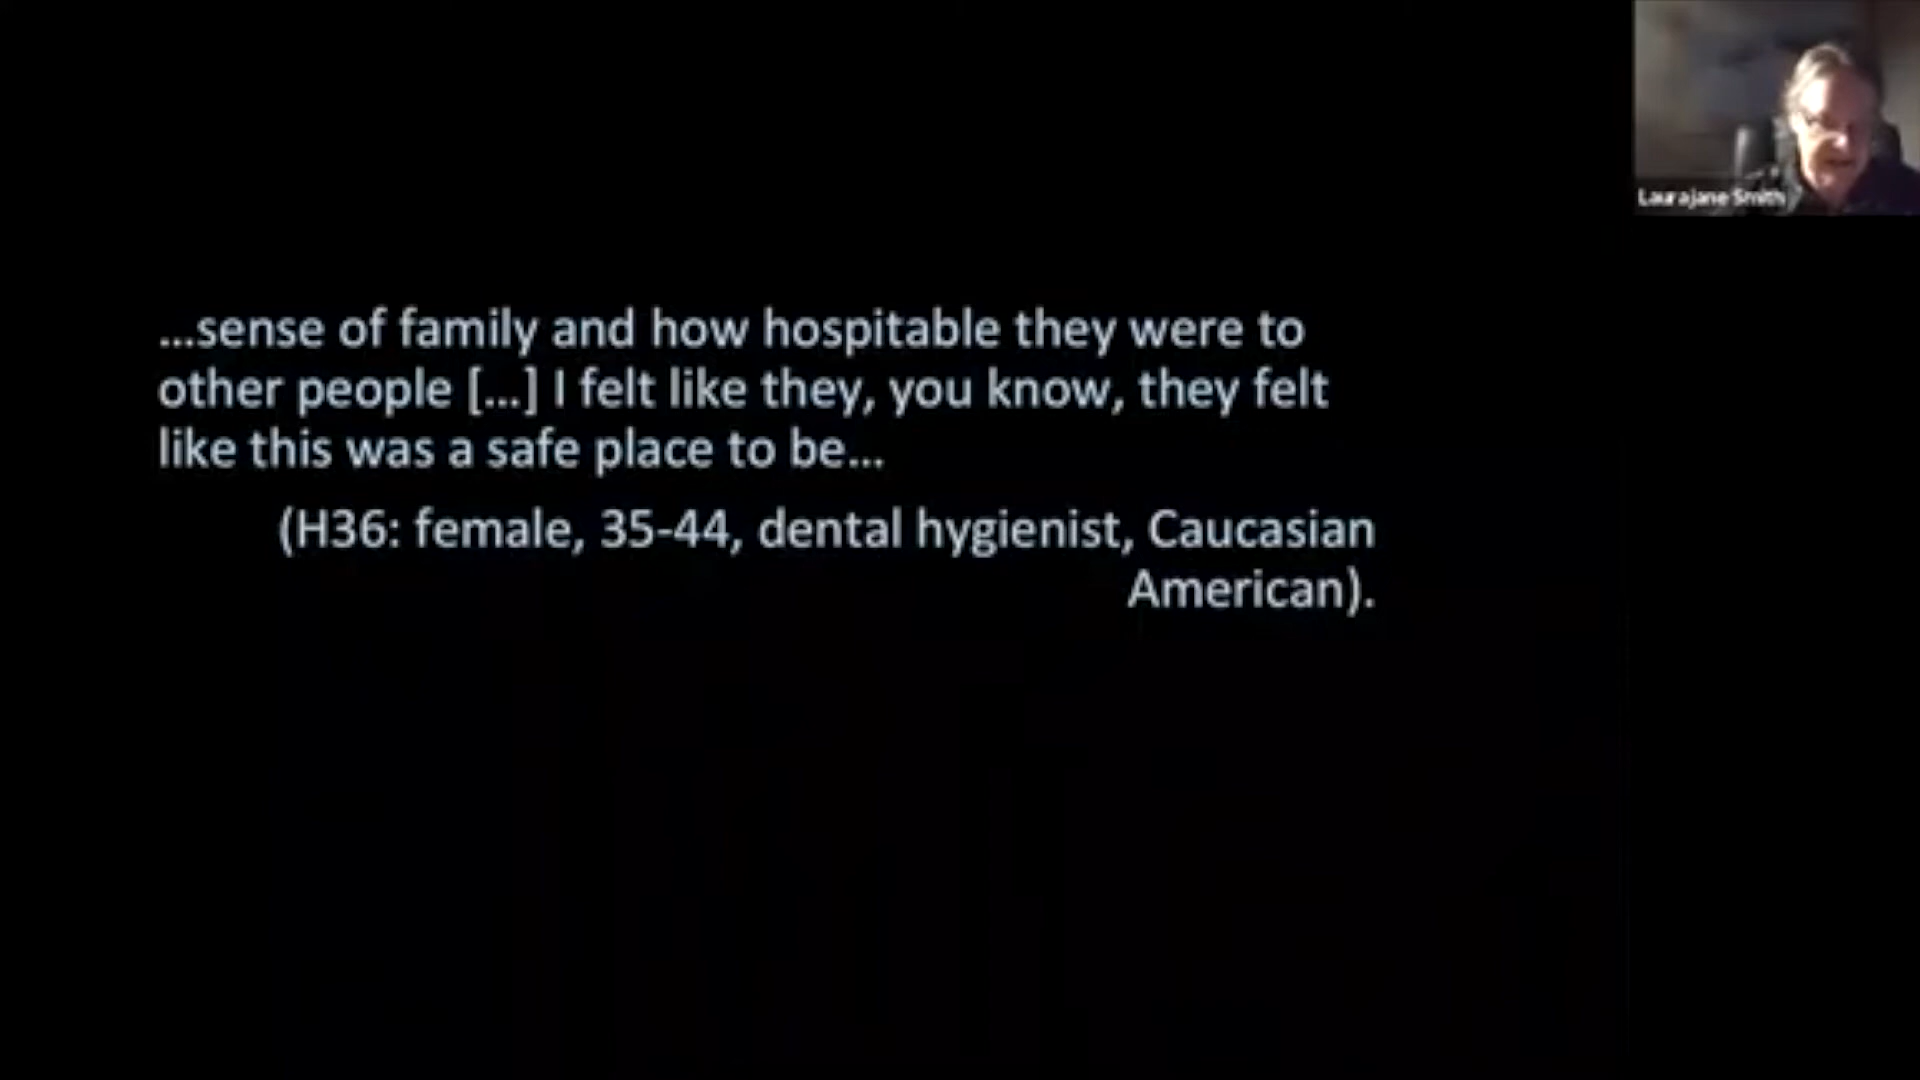 …sense of family and how hospitable they were to
other people […] I felt like they, you know, they felt
like this was a safe place to be…
(H36: female, 35-44, dental hygienist, Caucasian
American).
Laurajane Smith